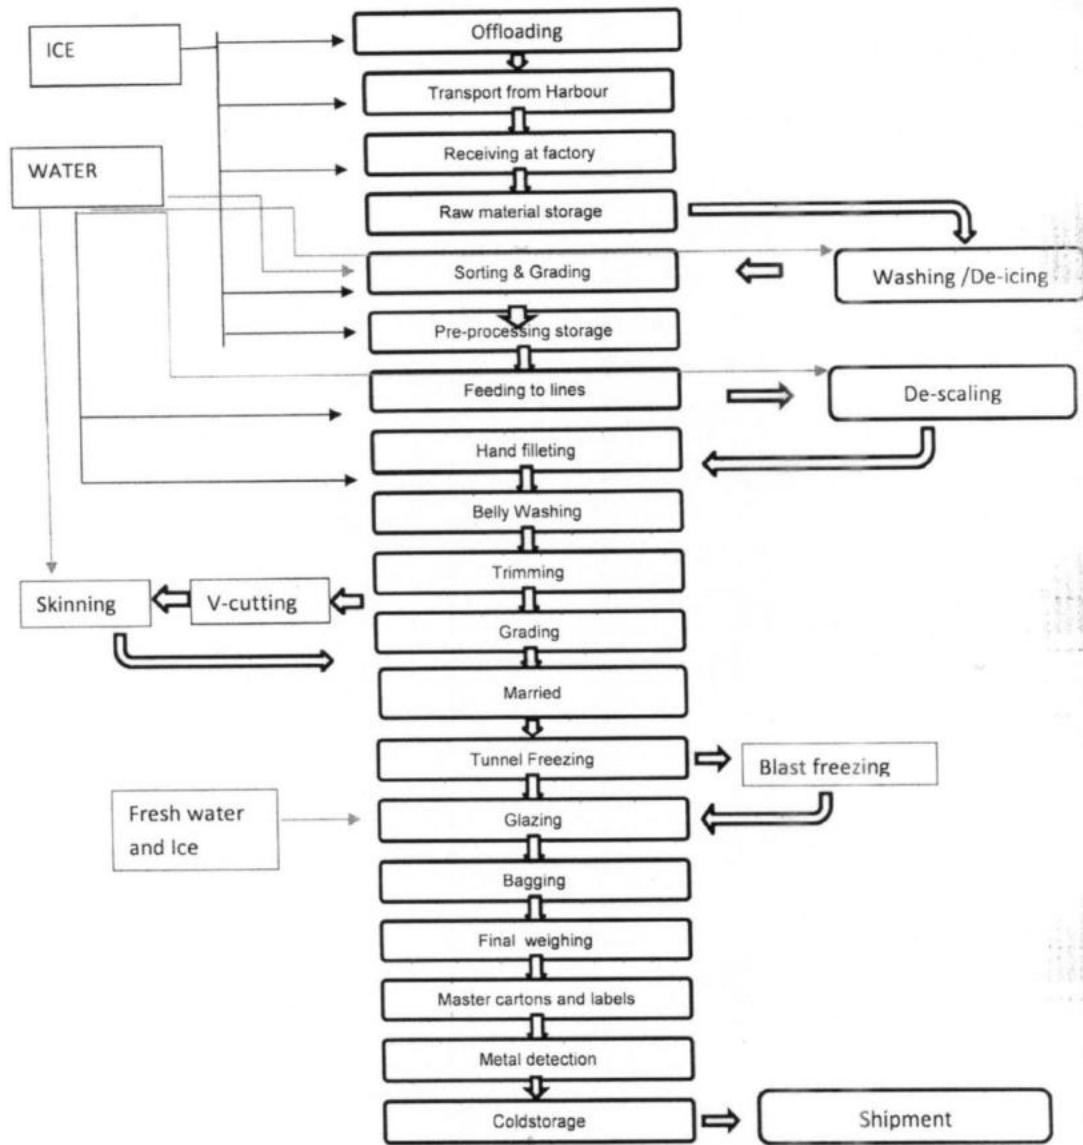 Offloading
ICE
Transport from Harbour
Receiving at factory
WATER
Raw material storage
Sorting & Grading
Washing /De-icing
Pre-processing storage
Feeding to lines
De-scaling
Hand filleting
Belly Washing
Trimming
Skinning
V-cutting
Grading
Married
Tunnel Freezing
Blast freezing
Fresh water
and Ice
Glazing
Bagging
Final weighing
Master cartons and labels
Metal detection
Coldstorage
Shipment